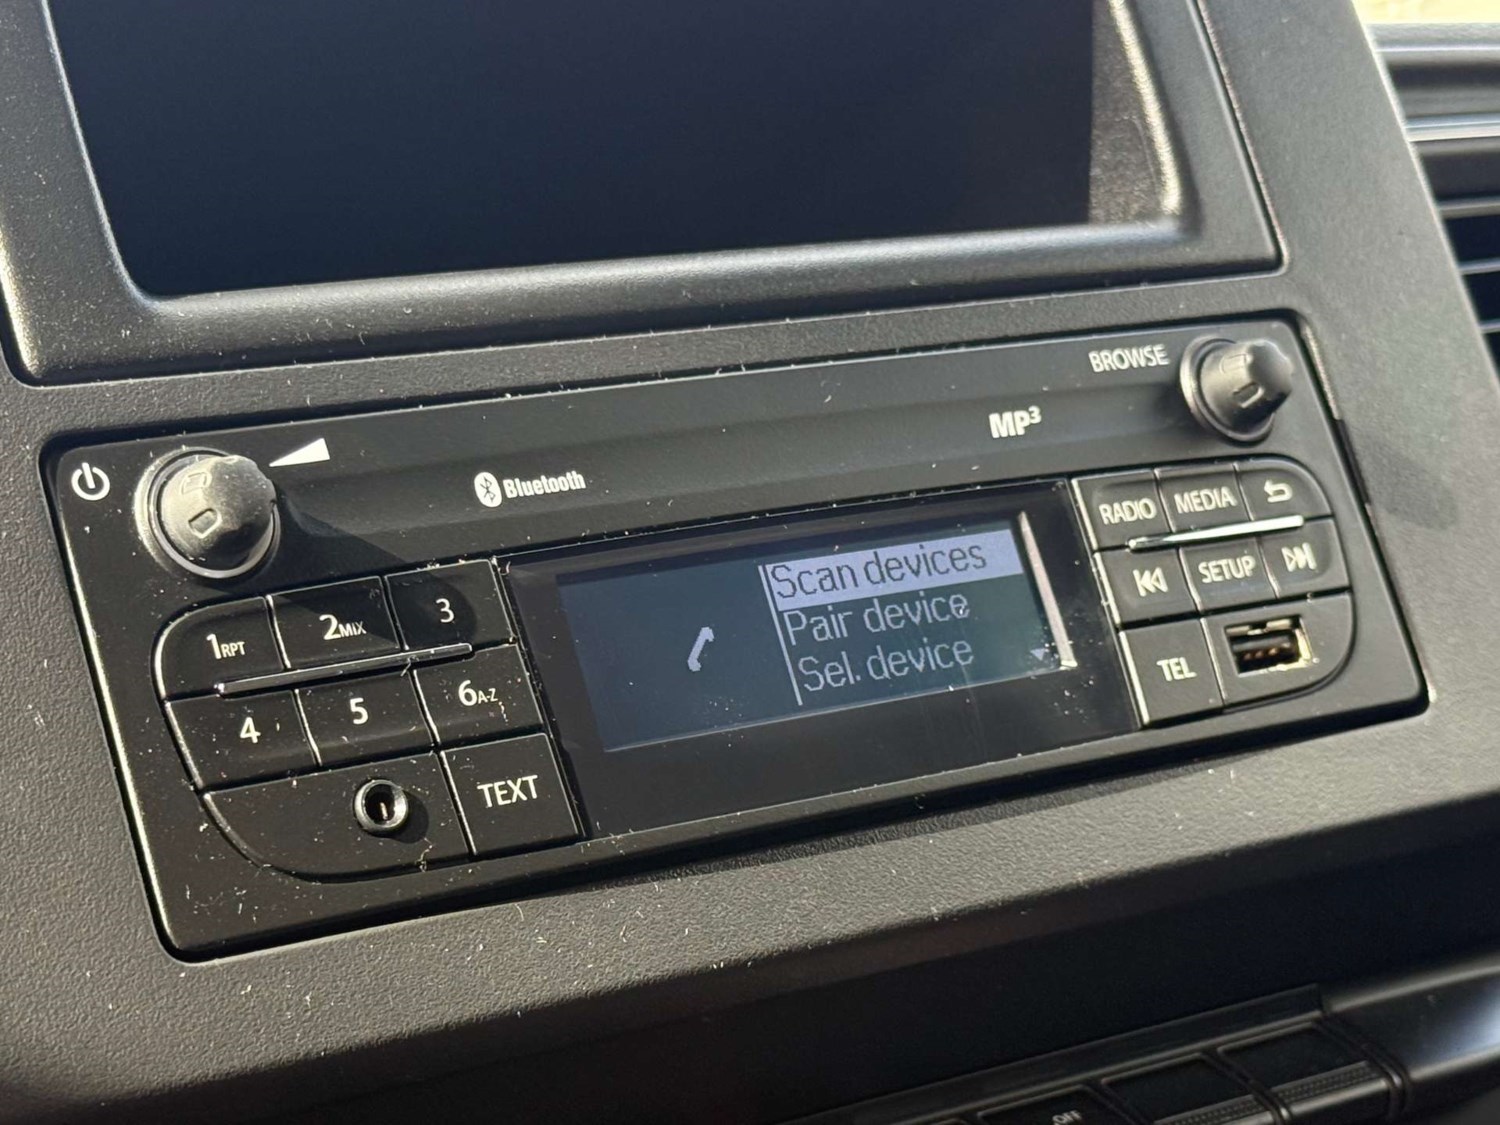 BROWSE
MP3
Bluetooth
RADIO
MEDIA
Scan devices
Pair device
Sel. device
SETUP
TEL
1RPT
2MIX
3
4
5
6A-Z
TEXT
OFF